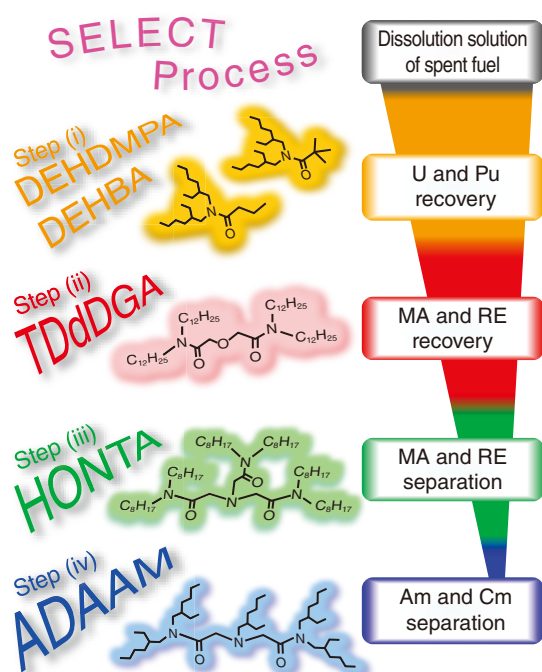 SELECT
Process
Dissolution solution
of spent fuel
Step (i)
DEHDMPA
DEHBA
N
O
N
O
U and Pu
recovery
Step (ii)
TDdDGA
C₁₂H₂₅
C₁₂H₂₅
N
N
C₁₂H₂₅
O
C₁₂H₂₅
O
O
MA and RE
recovery
Step (iii)
HONTA
C₈H₁₇
C₈H₁₇
N
C₈H₁₇
O
C₈H₁₇
C₈H₁₇
N
N
C₈H₁₇
O
N
O
MA and RE
separation
Step (iv)
ADAAM
N
N
N
O
O
Am and Cm
separation